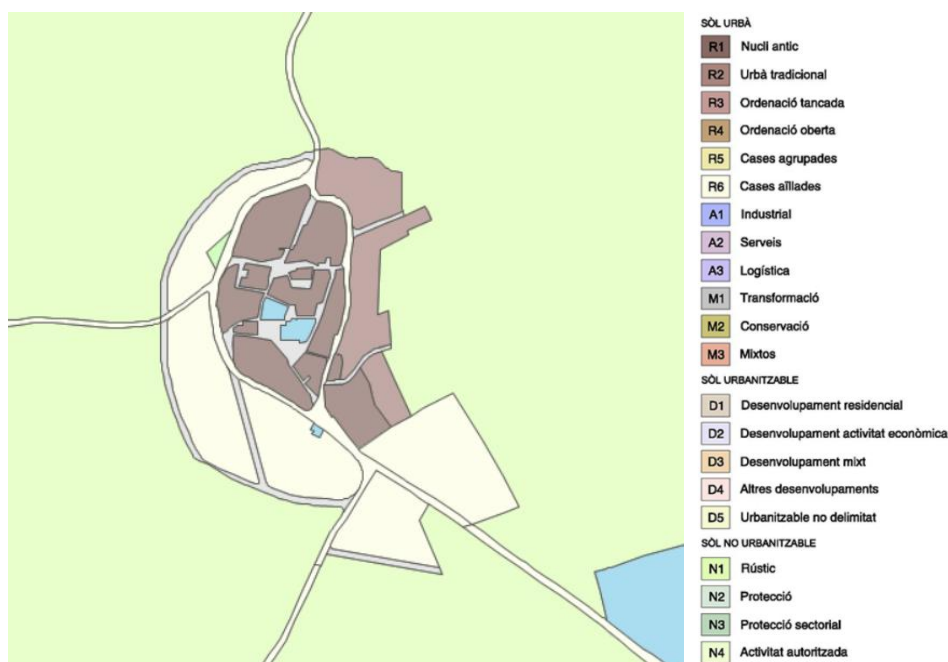 SÒL URBÀ
R1 Nucli antic
R2 Urbà tradicional
R3 Ordenació tancada
R4 Ordenació oberta
R5 Cases agrupades
R6 Cases aïllades
A1 Industrial
A2 Serveis
A3 Logística
M1 Transformació
M2 Conservació
M3 Mixtos
SÒL URBANITZABLE
D1 Desenvolupament residencial
D2 Desenvolupament activitat econòmica
D3 Desenvolupament mixt
D4 Altres desenvolupaments
D5 Urbanitzable no delimitat
SÒL NO URBANITZABLE
N1 Rústic
N2 Protecció
N3 Protecció sectorial
N4 Activitat autoritzada